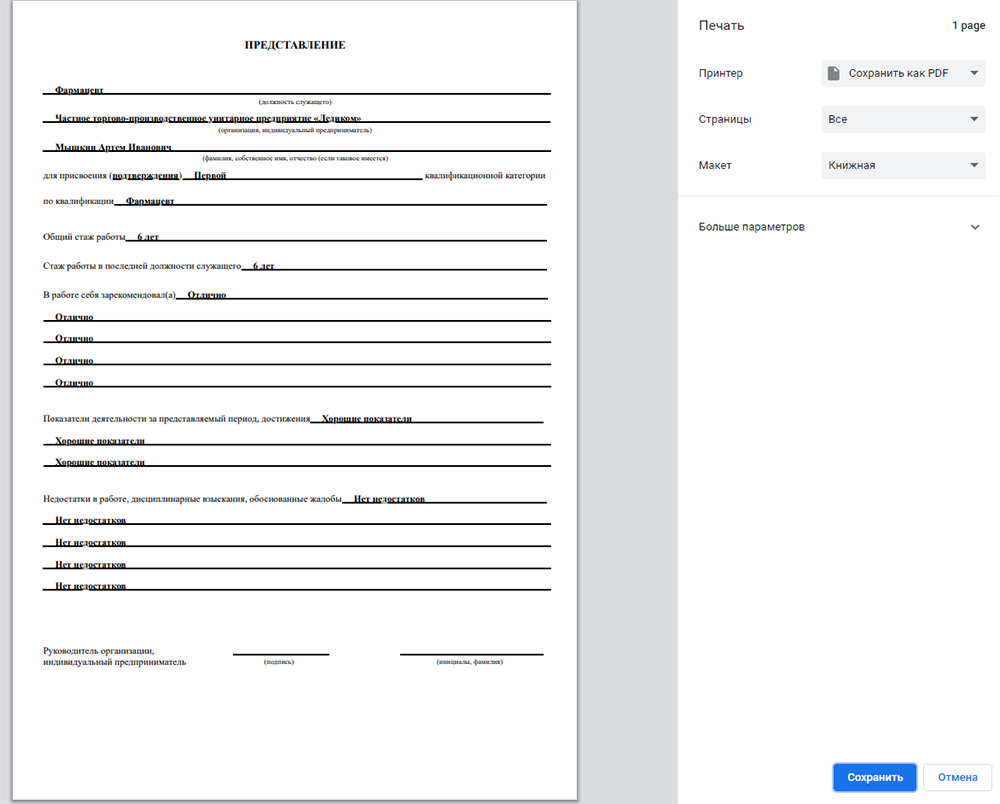 ПРЕДСТАВЛЕНИЕ
Фармацевт
(должность служащего)
Частное торгово-производственное унитарное предприятие «Ледиком»
(организация, индивидуальный предприниматель)
Мышкин Артем Иванович
(фамилия, собственное имя, отчество (если таковое имеется)
для присвоения (подтверждения) Первой квалификационной категории
по квалификации Фармацевт
Общий стаж работы 6 лет
Стаж работы в последней должности служащего 6 лет
В работе себя зарекомендовал(а) Отлично
Отлично
Отлично
Отлично
Отлично
Показатели деятельности за представляемый период, достижения Хорошие показатели
Хорошие показатели
Хорошие показатели
Недостатки в работе, дисциплинарные взыскания, обоснованные жалобы Нет недостатков
Нет недостатков
Нет недостатков
Нет недостатков
Нет недостатков
Руководитель организации,
индивидуальный предприниматель
(подпись) (инициалы, фамилия)
Печать 1 page
Принтер Сохранить как PDF
Страницы Все
Макет Книжная
Больше параметров
Сохранить Отмена